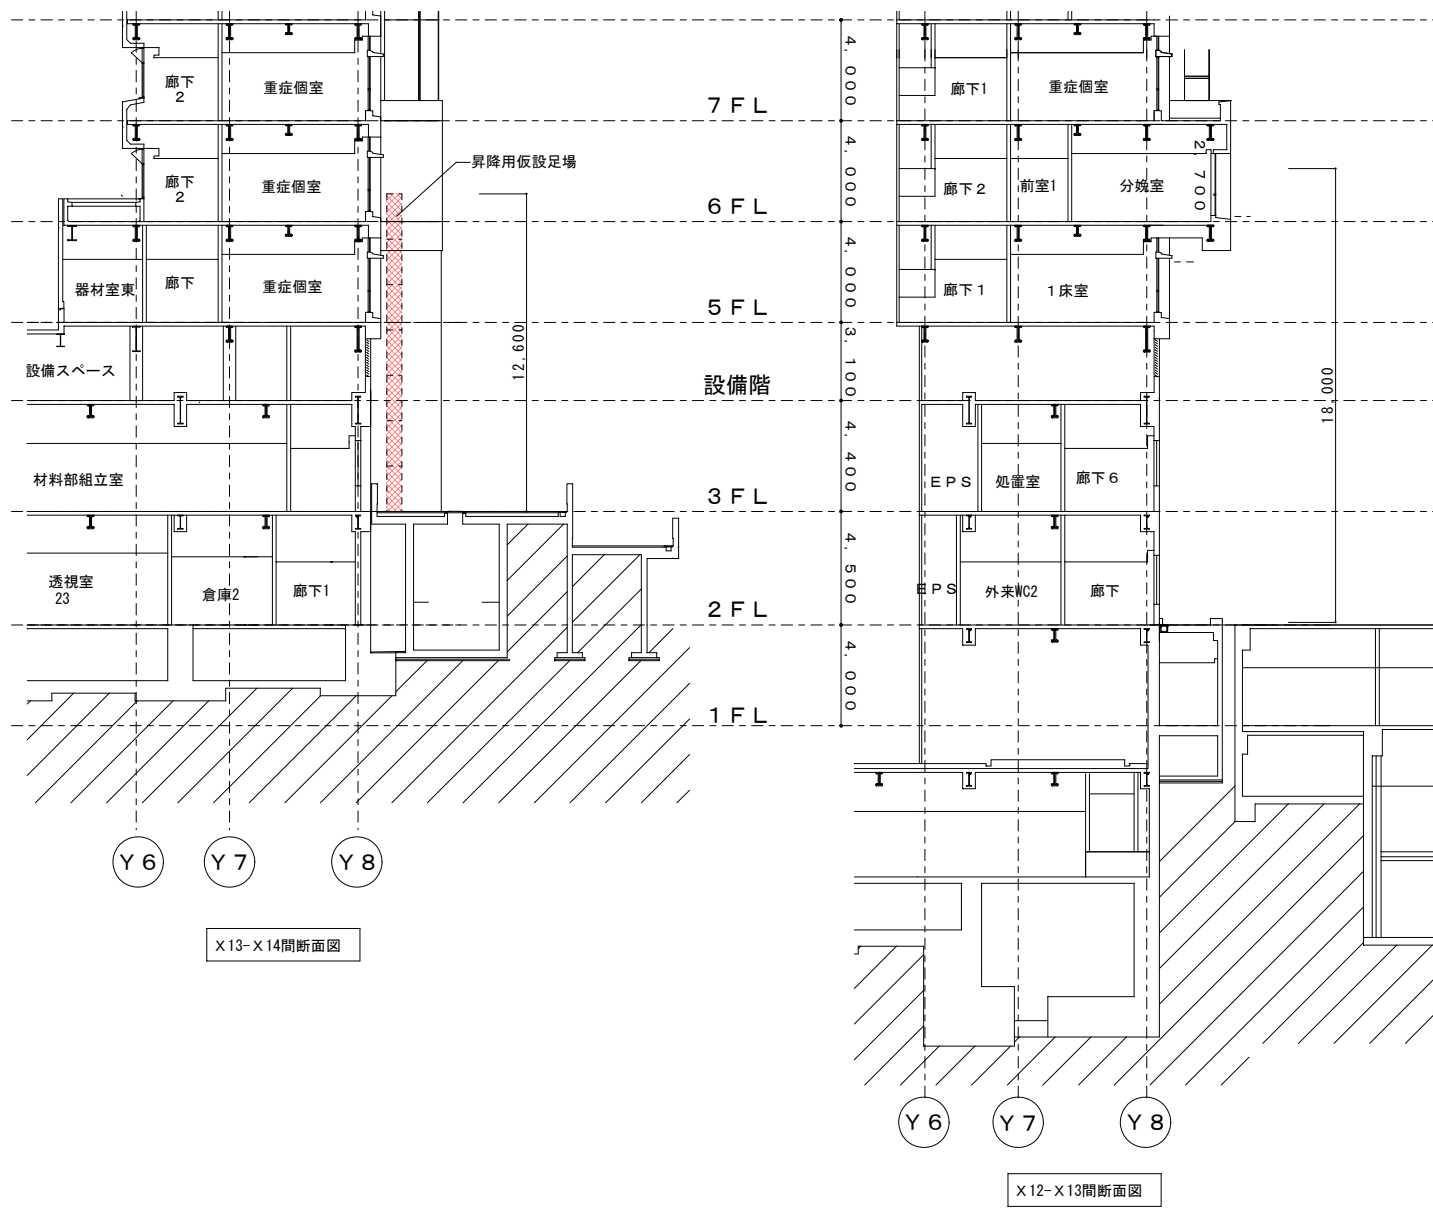 廊下
2
重症個室
廊下
2
重症個室
昇降用仮設足場
器材室東
廊下
重症個室
12,600
設備スペース
材料部組立室
透視室
23
倉庫2
廊下1
Y6
Y7
Y8
X13-X14間断面図
7FL
6FL
5FL
設備階
3FL
2FL
1FL
4,000
4,000
4,000
3,100
4,400
4,500
4,000
廊下1
重症個室
廊下2
前室1
分娩室
2,700
廊下1
1床室
18,000
EPS
処置室
廊下6
EPS
外来WC2
廊下
Y6
Y7
Y8
X12-X13間断面図